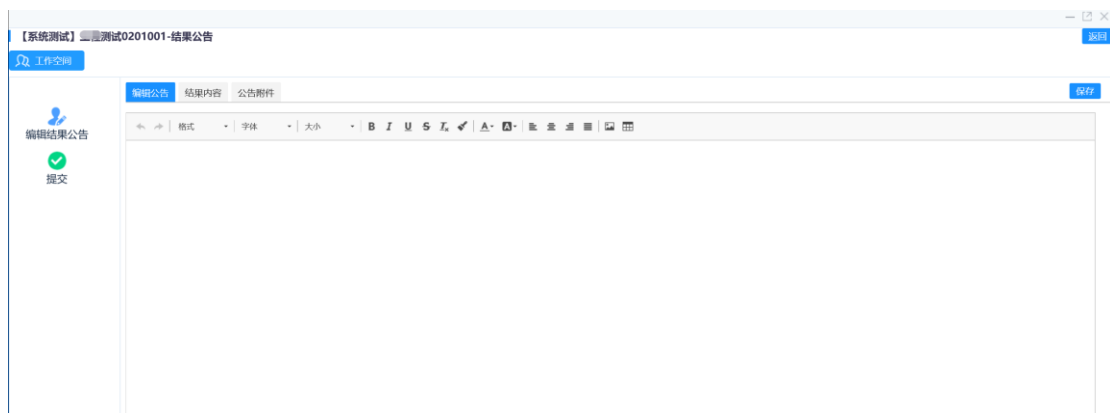 【系统测试】测试0201001-结果公告
返回
工作空间
编辑公告 结果内容 公告附件 保存
编辑结果公告
格式 字体 大小 B I U S Tx A A
提交